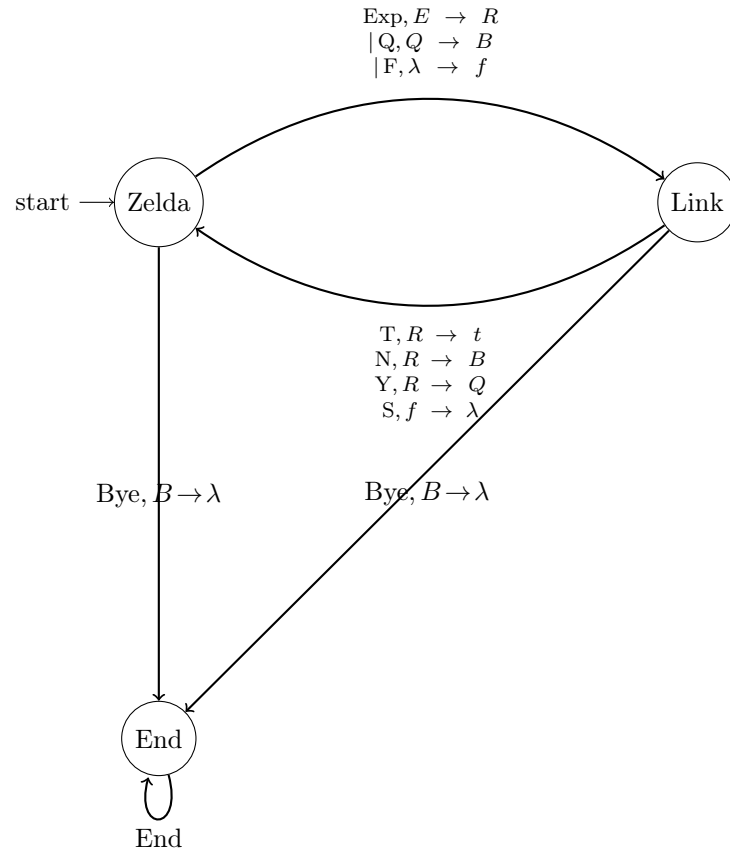 Exp, E → R
| Q, Q → B
| F, λ → f
start
Zelda
Link
T, R → t
N, R → B
Y, R → Q
S, f → λ
Bye, B → λ
Bye, B → λ
End
End